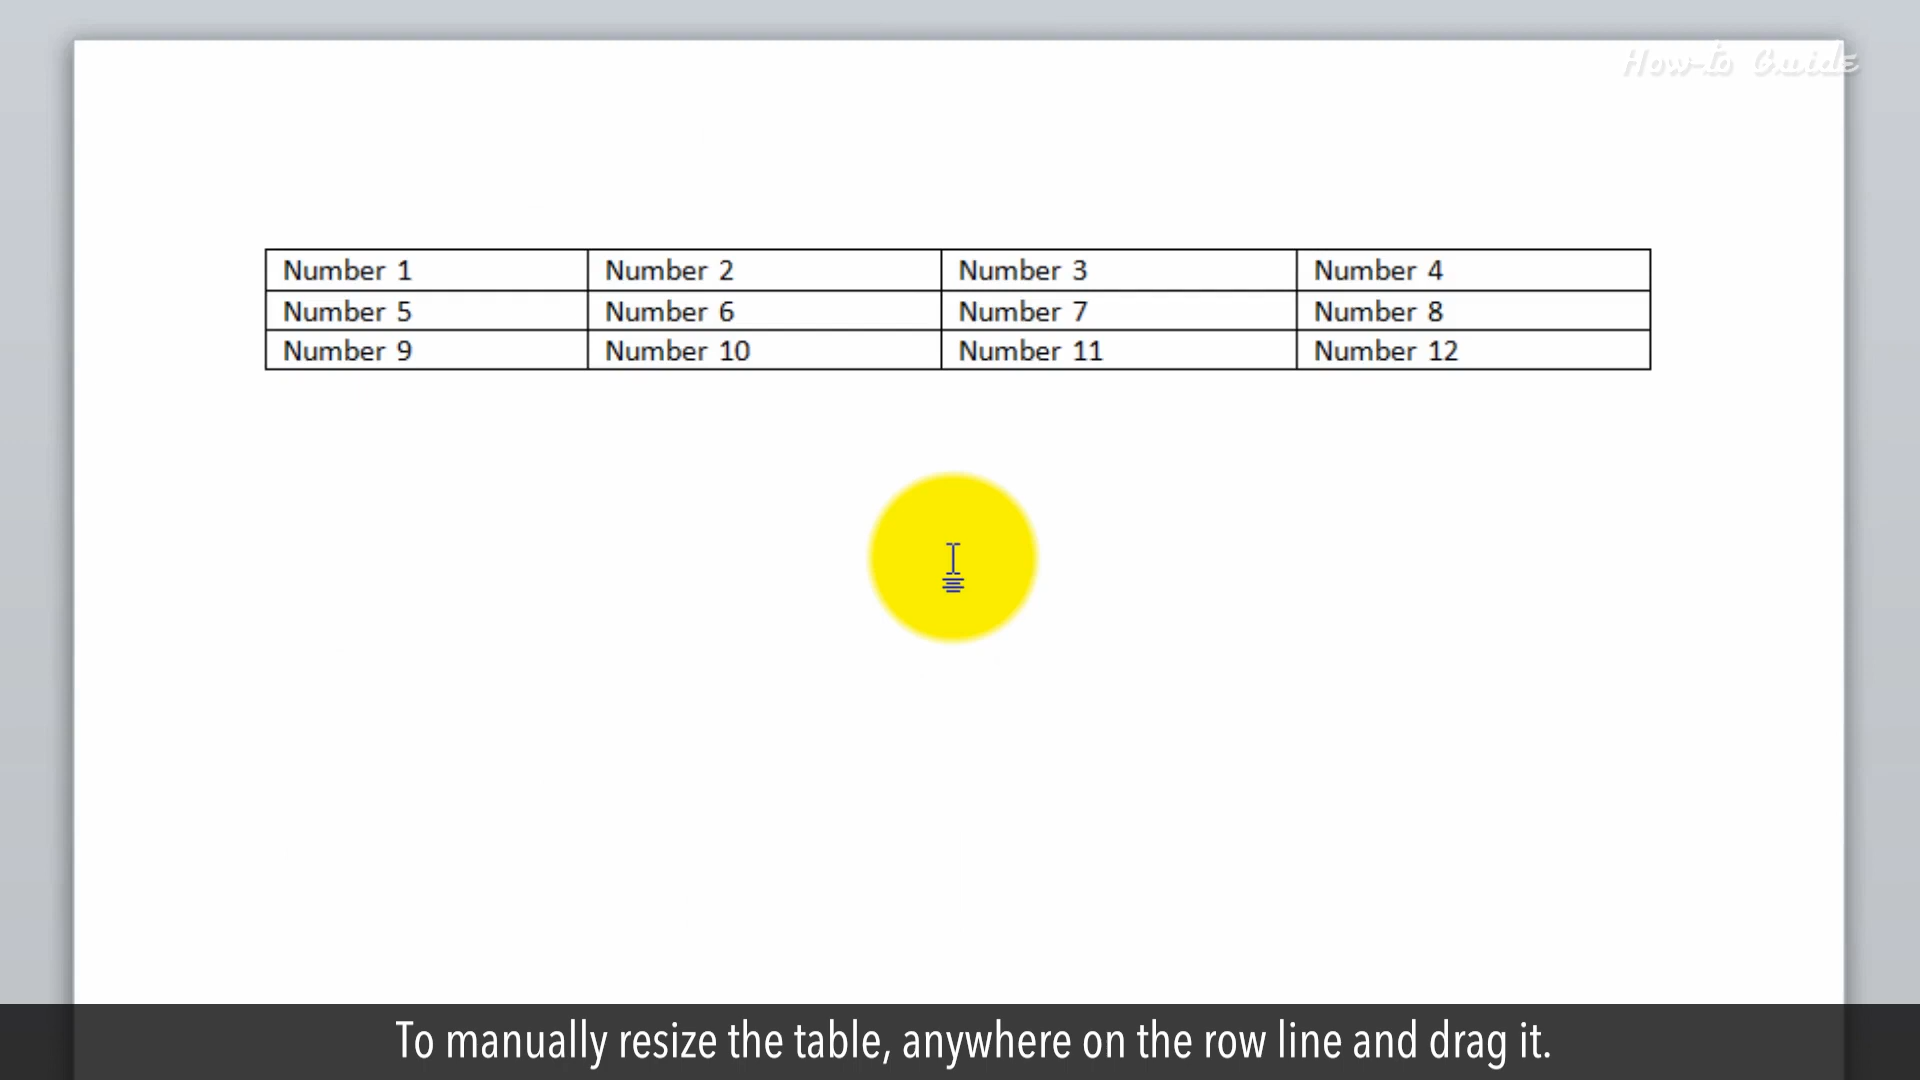 How-to Guide
Number 1 Number 2 Number 3 Number 4
Number 5 Number 6 Number 7 Number 8
Number 9 Number 10 Number 11 Number 12
To manually resize the table, anywhere on the row line and drag it.